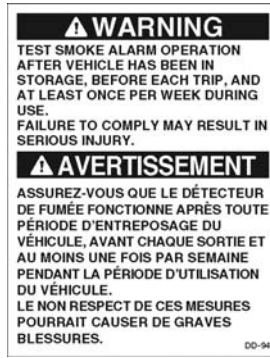 WARNING
TEST SMOKE ALARM OPERATION
AFTER VEHICLE HAS BEEN IN
STORAGE, BEFORE EACH TRIP, AND
AT LEAST ONCE PER WEEK DURING
USE.
FAILURE TO COMPLY MAY RESULT IN
SERIOUS INJURY.
AVERTISSEMENT
ASSUREZ-VOUS QUE LE DÉTECTEUR
DE FUMÉE FONCTIONNE APRÈS TOUTE
PÉRIODE D'ENTREPOSAGE DU
VÉHICULE, AVANT CHAQUE SORTIE ET
AU MOINS UNE FOIS PAR SEMAINE
PENDANT LA PÉRIODE D'UTILISATION
DU VÉHICULE.
LE NON RESPECT DE CES MESURES
POURRAIT CAUSER DE GRAVES
BLESSURES.
DD-94